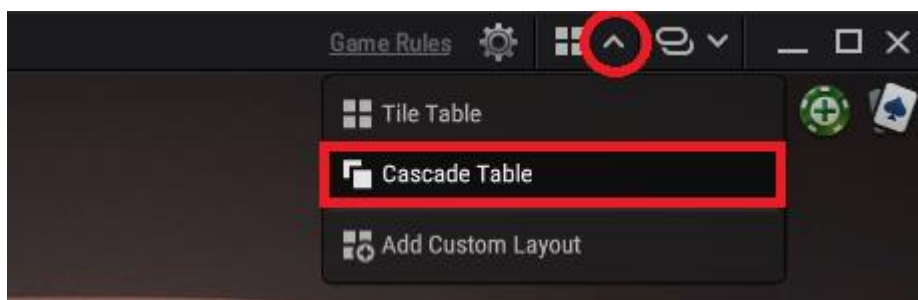 Game Rules
Tile Table
Cascade Table
Add Custom Layout